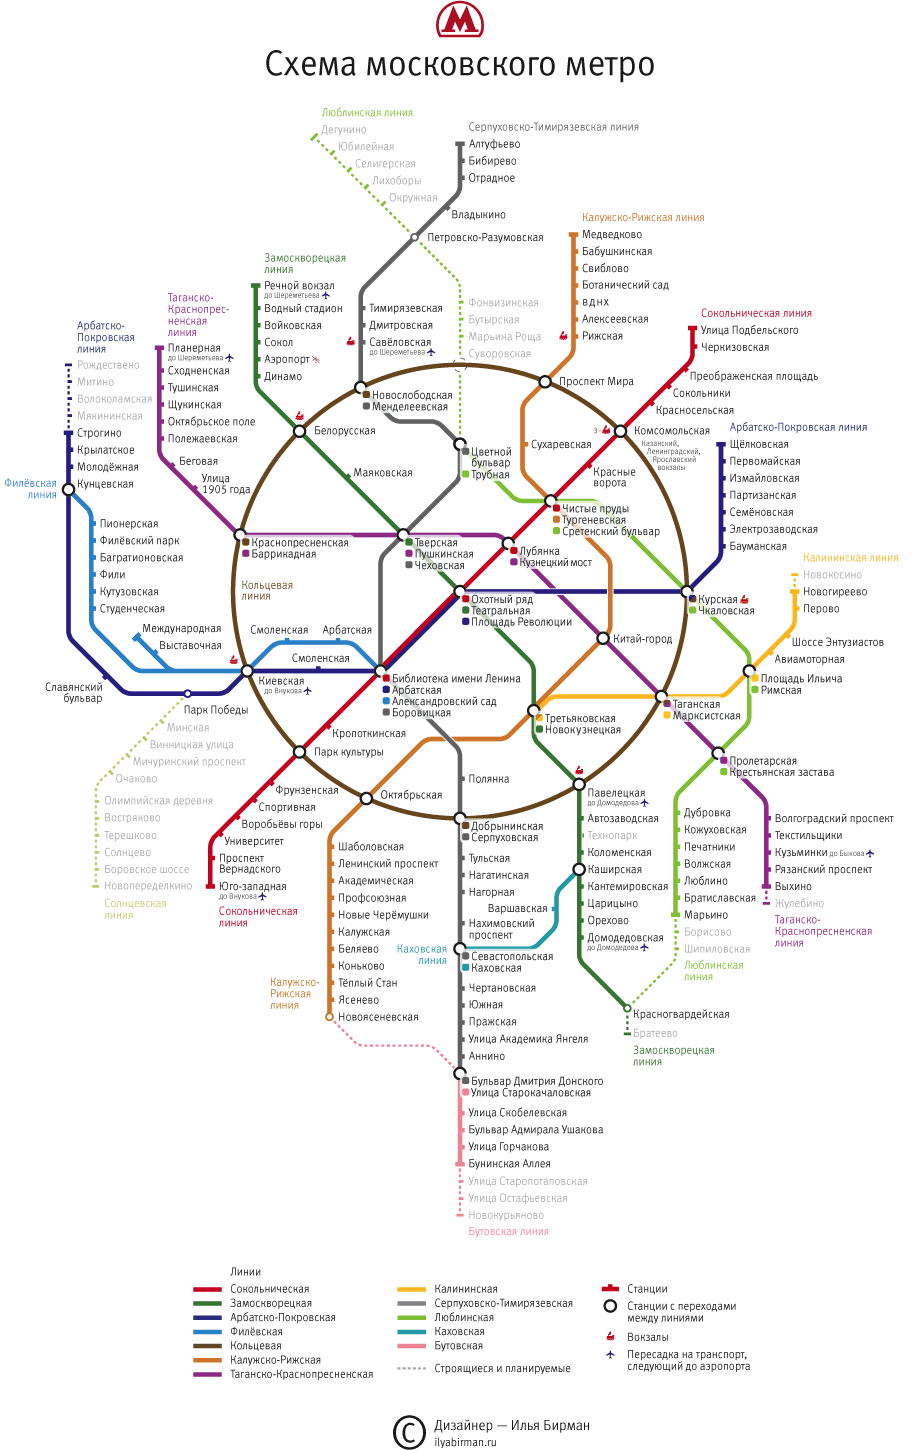 Схема московского метро
Люблинская линия
Дегунино
Юбилейная
Селигерская
Лихоборы
Окружная
Серпуховско-Тимирязевская линия
Алтуфьево
Бибирево
Отрадное
Владыкино
Петровско-Разумовская
Тимирязевская
Дмитровская
Савёловская
до Шереметьева
Фонвизинская
Бутырская
Марьина Роща
Суворовская
Калужско-Рижская линия
Медведково
Бабушкинская
Свиблово
Ботанический сад
ВДНХ
Алексеевская
Рижская
Проспект Мира
Сухаревская
Замоскворецкая
линия
Речной вокзал
до Шереметьева
Водный стадион
Войковская
Сокол
Аэропорт
Динамо
Белорусская
Маяковская
Таганско-
Краснопрес-
ненская
линия
Планерная
до Шереметьева
Сходненская
Тушинская
Щукинская
Октябрьское поле
Полежаевская
Беговая
Улица
1905 года
Арбатско-
Покровская
линия
Рождествено
Митино
Волоколамская
Мякининская
Строгино
Крылатское
Молодёжная
Кунцевская
Филёвская
линия
Пионерская
Филёвский парк
Багратионовская
Фили
Кутузовская
Студенческая
Международная
Выставочная
Славянский
бульвар
Парк Победы
Сокольническая линия
Улица Подбельского
Черкизовская
Преображенская площадь
Сокольники
Красносельская
Комсомольская
3×
Казанский,
Ленинградский,
Ярославский
вокзалы
Красные
ворота
Арбатско-Покровская линия
Щёлковская
Первомайская
Измайловская
Партизанская
Семёновская
Электрозаводская
Бауманская
Калининская линия
Новокосино
Новогиреево
Перово
Шоссе Энтузиастов
Авиамоторная
Площадь Ильича
Римская
Новослободская
Менделеевская
Цветной
бульвар
Трубная
Чистые пруды
Тургеневская
Сретенский бульвар
Краснопресненская
Баррикадная
Тверская
Пушкинская
Чеховская
Лубянка
Кузнецкий мост
Кольцевая
линия
Охотный ряд
Театральная
Площадь Революции
Курская
Чкаловская
Смоленская
Арбатская
Смоленская
Китай-город
Киевская
до Внукова
Библиотека имени Ленина
Арбатская
Александровский сад
Боровицкая
Таганская
Марксистская
Третьяковская
Новокузнецкая
Кропоткинская
Парк культуры
Полянка
Октябрьская
Добрынинская
Серпуховская
Павелецкая
до Домодедова
Пролетарская
Крестьянская застава
Минская
Винницкая улица
Мичуринский проспект
Очаково
Олимпийская деревня
Востряково
Терешково
Солнцево
Боровское шоссе
Новопеределкино
Солнцевская
линия
Фрунзенская
Спортивная
Воробьёвы горы
Университет
Проспект
Вернадского
Юго-западная
до Внукова
Сокольническая
линия
Шаболовская
Ленинский проспект
Академическая
Профсоюзная
Новые Черёмушки
Калужская
Беляево
Коньково
Тёплый Стан
Ясенево
Новоясеневская
Калужско-
Рижская
линия
Тульская
Нагатинская
Нагорная
Нахимовский
проспект
Севастопольская
Каховская
Каховская
линия
Варшавская
Чертановская
Южная
Пражская
Улица Академика Янгеля
Аннино
Бульвар Дмитрия Донского
Улица Старокачаловская
Улица Скобелевская
Бульвар Адмирала Ушакова
Улица Горчакова
Бунинская Аллея
Улица Старопотаповская
Улица Остафьевская
Новокурьяново
Бутовская линия
Автозаводская
Технопарк
Коломенская
Каширская
Кантемировская
Царицыно
Орехово
Домодедовская
до Домодедова
Красногвардейская
Братеево
Замоскворецкая
линия
Дубровка
Кожуховская
Печатники
Волжская
Люблино
Братиславская
Марьино
Борисово
Шипиловская
Люблинская
линия
Волгоградский проспект
Текстильщики
Кузьминки до Быкова
Рязанский проспект
Выхино
Жулебино
Таганско-
Краснопресненская
линия
Линии
Сокольническая
Замоскворецкая
Арбатско-Покровская
Филёвская
Кольцевая
Калужско-Рижская
Таганско-Краснопресненская
Калининская
Серпуховско-Тимирязевская
Люблинская
Каховская
Бутовская
Строящиеся и планируемые
Станции
Станции с переходами
между линиями
Вокзалы
Пересадка на транспорт,
следующий до аэропорта
© Дизайнер — Илья Бирман
ilyabirman.ru